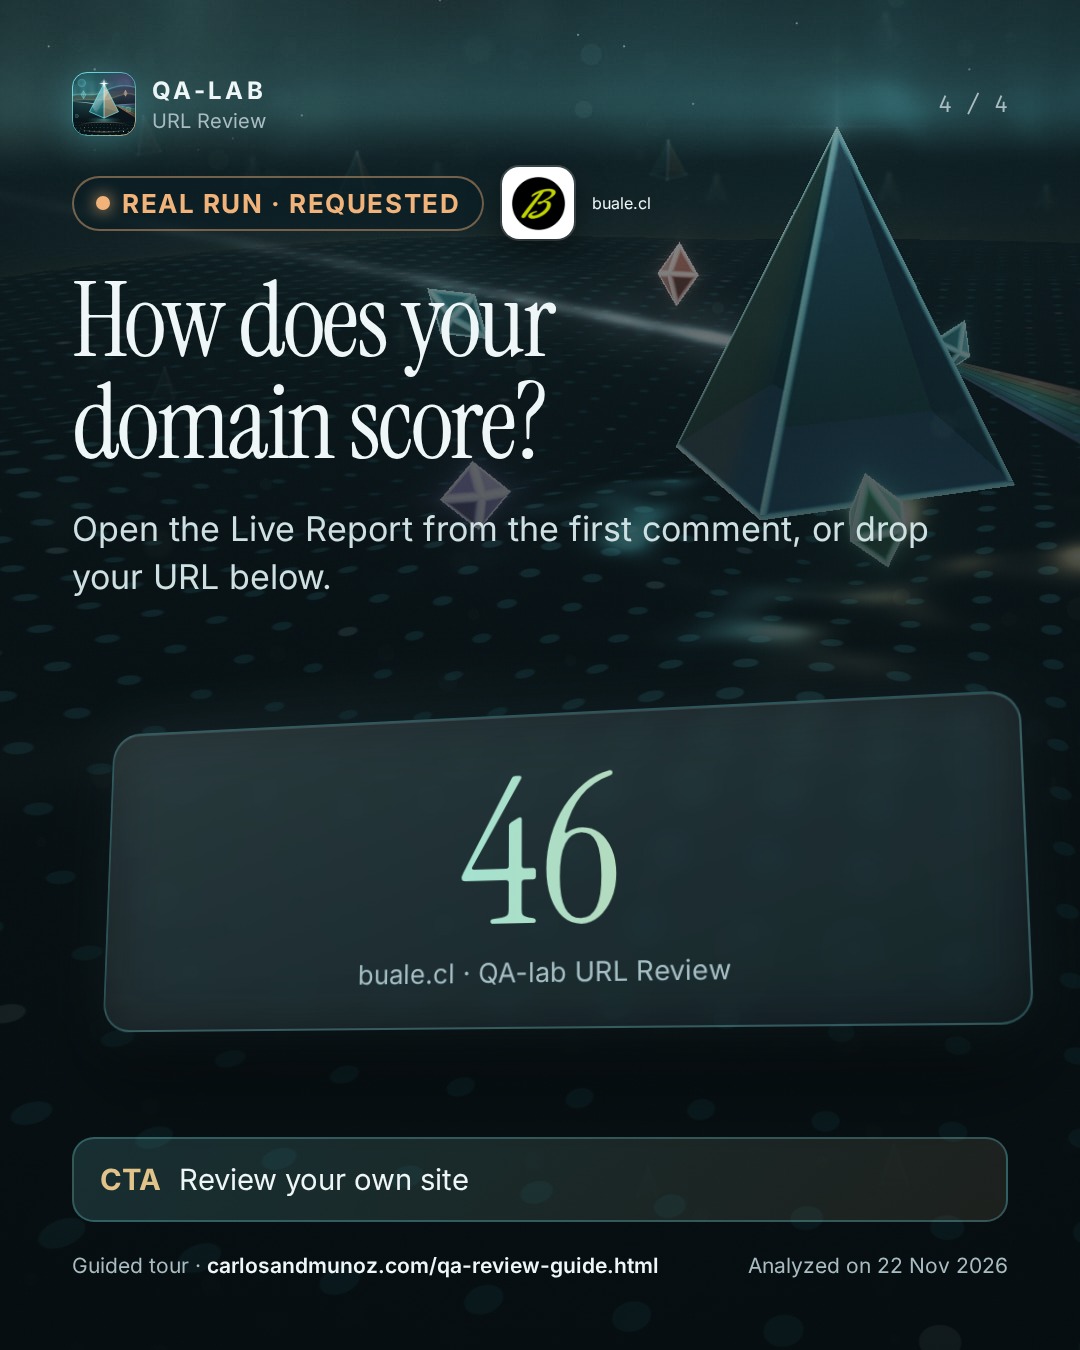 QA-LAB
URL Review
4 / 4
REAL RUN · REQUESTED
B
buale.cl
How does your
domain score?
Open the Live Report from the first comment, or drop
your URL below.
46
buale.cl · QA-lab URL Review
CTA Review your own site
Guided tour · carlosandmunoz.com/qa-review-guide.html
Analyzed on 22 Nov 2026